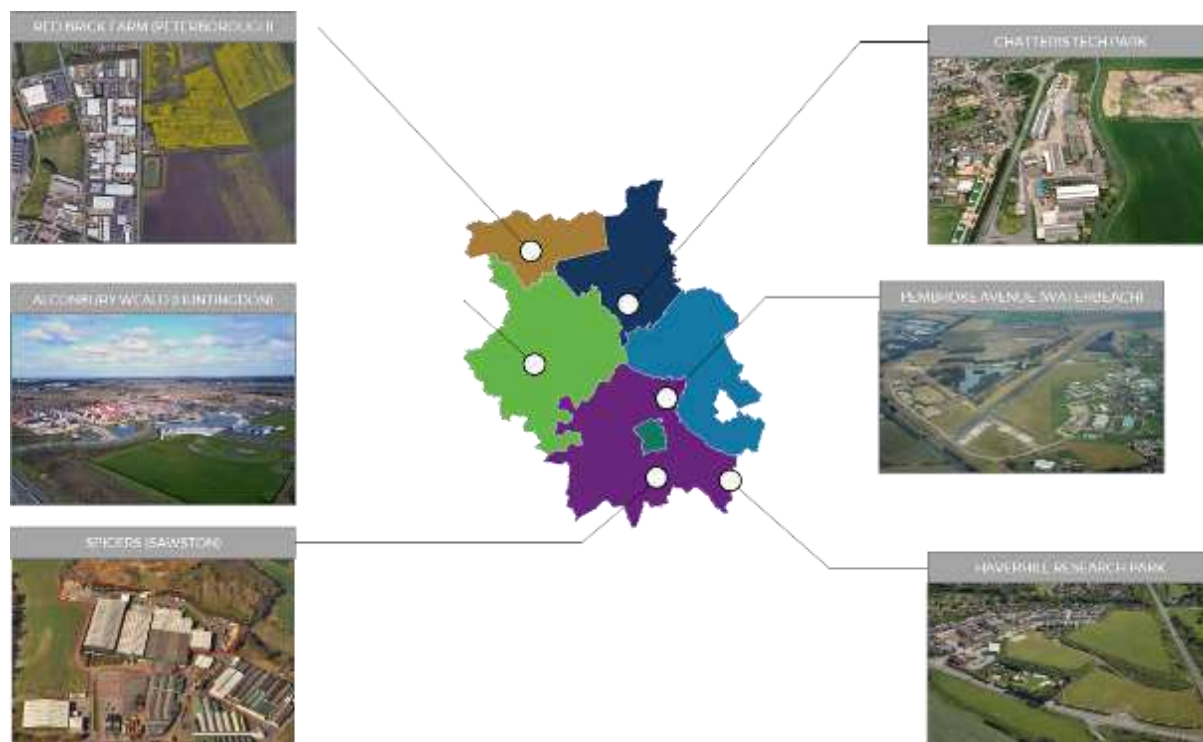 RED BRICK FARM (PETERBOROUGH)
CHATTERIS TECH PARK
ALCONBURY WEALD (HUNTINGDON)
PEMBROKE AVENUE (WATERBEACH)
SPICERS (SAWSTON)
HAVERHILL RESEARCH PARK